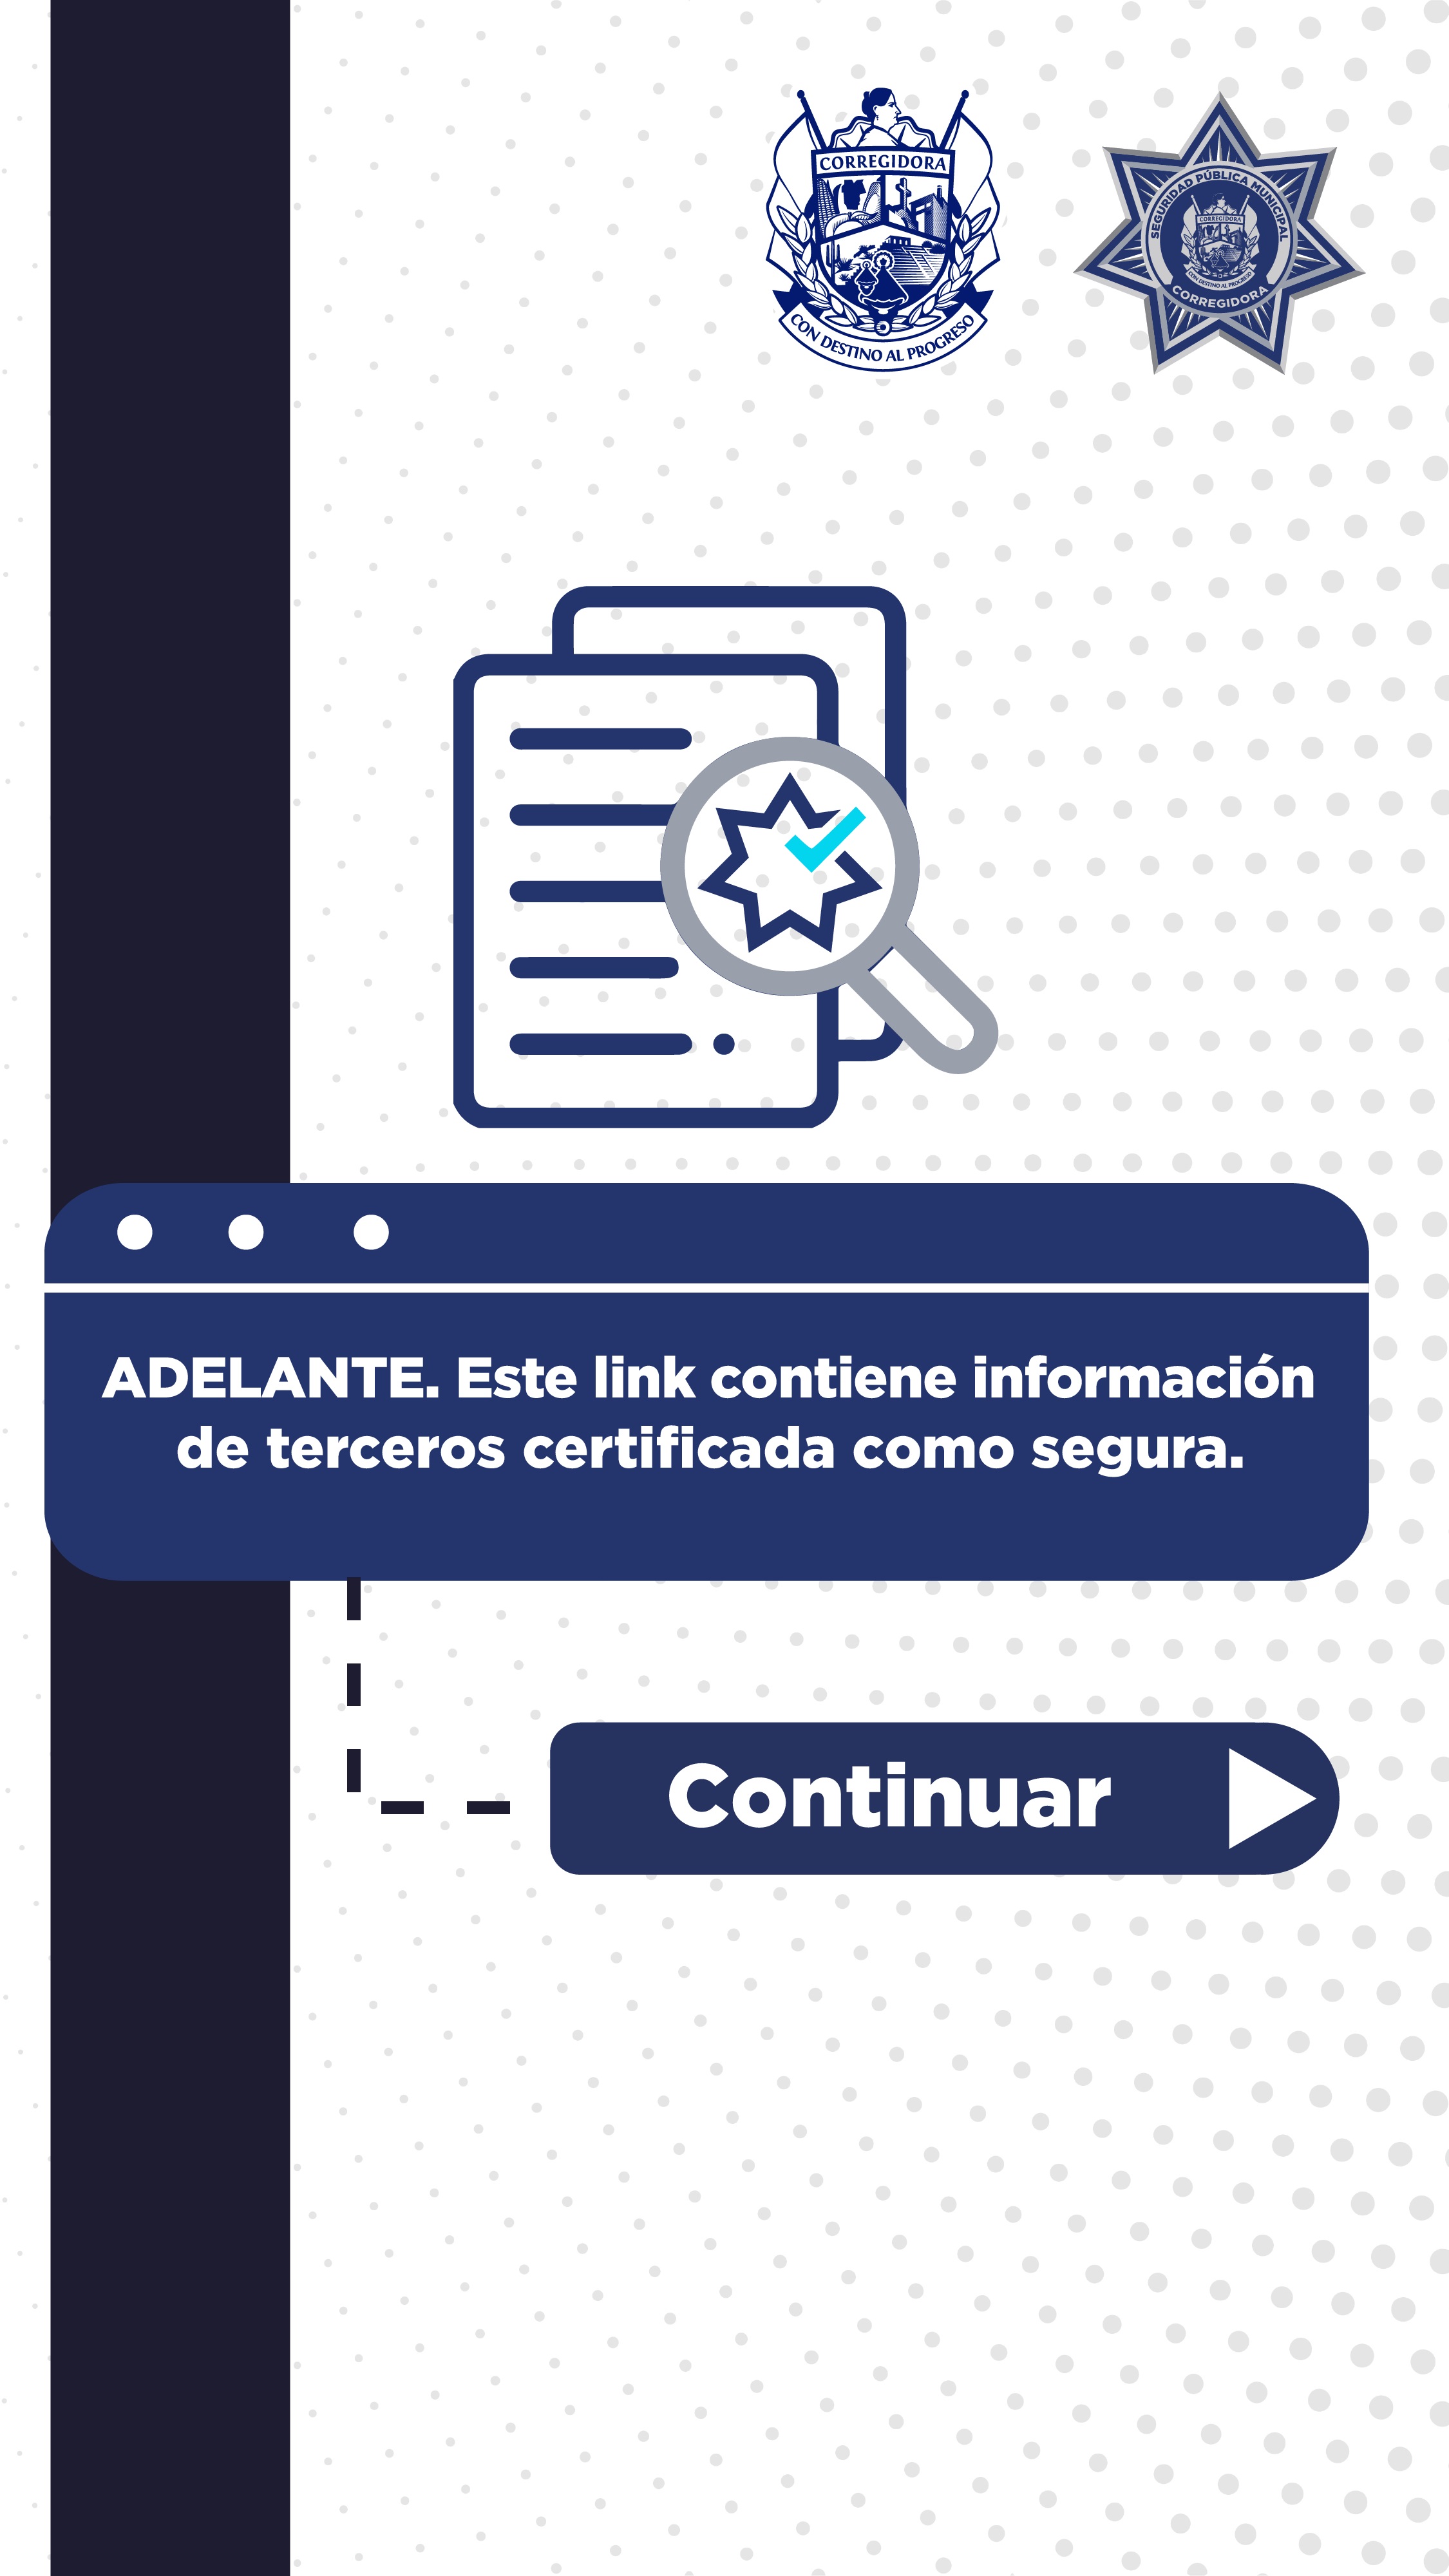 CORREGIDORA
CON DESTINO AL PROGRESO
SEGURIDAD PÚBLICA MUNICIPAL
CORREGIDORA
CON DESTINO AL PROGRESO
CORREGIDORA
ADELANTE. Este link contiene información
de terceros certificada como segura.
Continuar